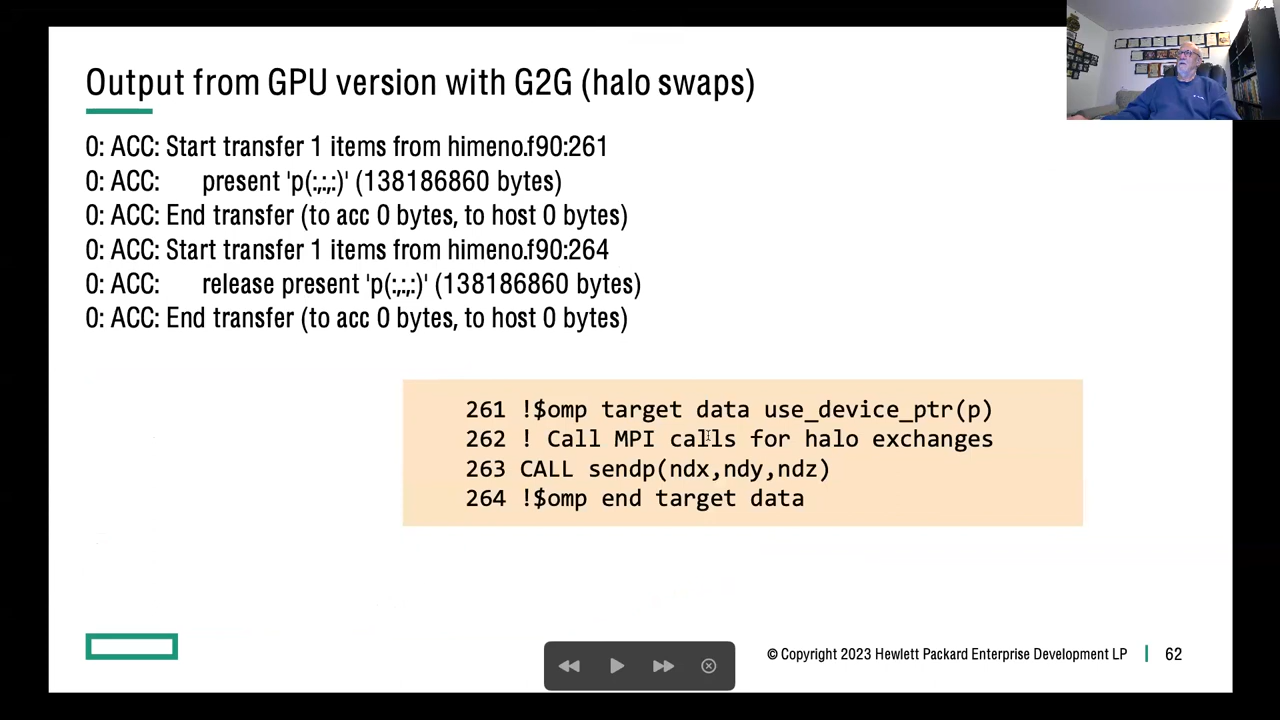 Output from GPU version with G2G (halo swaps)
0: ACC: Start transfer 1 items from himeno.f90:261
0: ACC:      present 'p(:,:,:)' (138186860 bytes)
0: ACC: End transfer (to acc 0 bytes, to host 0 bytes)
0: ACC: Start transfer 1 items from himeno.f90:264
0: ACC:      release present 'p(:,:,:)' (138186860 bytes)
0: ACC: End transfer (to acc 0 bytes, to host 0 bytes)
261 !$omp target data use_device_ptr(p)
262 ! Call MPI calls for halo exchanges
263 CALL sendp(ndx,ndy,ndz)
264 !$omp end target data
© Copyright 2023 Hewlett Packard Enterprise Development LP | 62